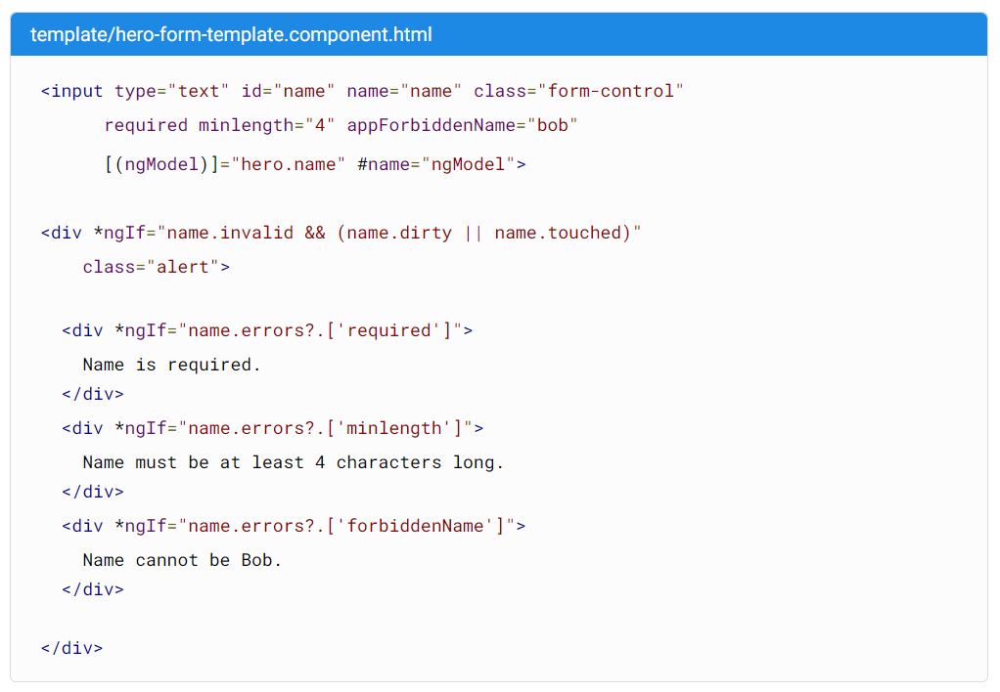 template/hero-form-template.component.html
<input type="text" id="name" name="name" class="form-control"
required minlength="4" appForbiddenName="bob"
[(ngModel)]="hero.name" #name="ngModel">
<div *ngIf="name.invalid && (name.dirty || name.touched)"
class="alert">
<div *ngIf="name.errors?.['required']">
Name is required.
</div>
<div *ngIf="name.errors?.['minlength']">
Name must be at least 4 characters long.
</div>
<div *ngIf="name.errors?.['forbiddenName']">
Name cannot be Bob.
</div>
</div>